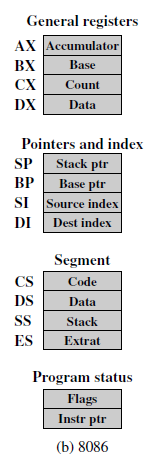 General registers
AX Accumulator
BX Base
CX Count
DX Data
Pointers and index
SP Stack ptr
BP Base ptr
SI Source index
DI Dest index
Segment
CS Code
DS Data
SS Stack
ES Extrat
Program status
Flags
Instr ptr
(b) 8086